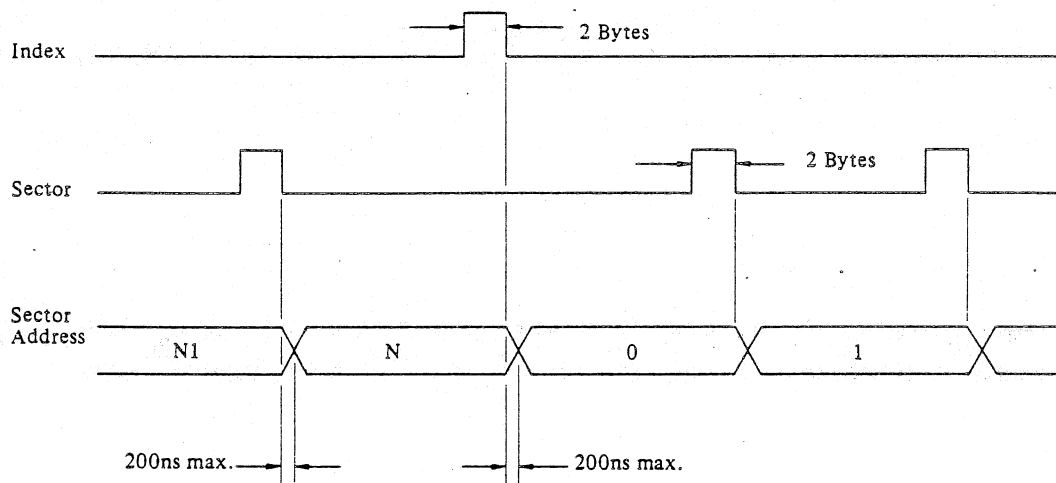 2 Bytes
Index
2 Bytes
Sector
Sector
Address
N1
N
0
1
200ns max.
200ns max.